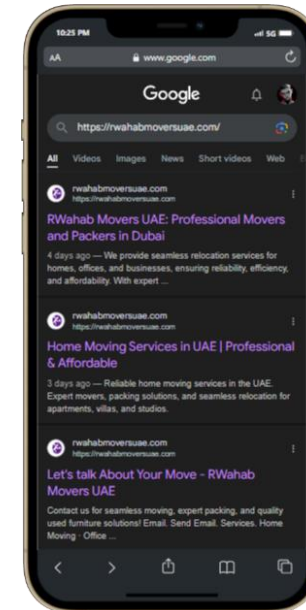 10:25 PM
5G
AA
www.google.com
Google
https://rwahabmoversuae.com/
All Videos Images News Short videos Web
rwahabmoversuae.com
https://rwahabmoversuae.com
RWahab Movers UAE: Professional Movers
and Packers in Dubai
4 days ago — We provide seamless relocation services for
homes, offices, and businesses, ensuring reliability, efficiency,
and affordability. With expert ...
rwahabmoversuae.com
https://rwahabmoversuae.com
Home Moving Services in UAE | Professional
& Affordable
3 days ago — Reliable home moving services in the UAE.
Expert movers, packing solutions, and seamless relocation for
apartments, villas, and studios.
rwahabmoversuae.com
https://rwahabmoversuae.com
Let's talk About Your Move - RWahab
Movers UAE
Contact us for seamless moving, expert packing, and quality
used furniture solutions! Email. Send Email. Services. Home
Moving · Office ...